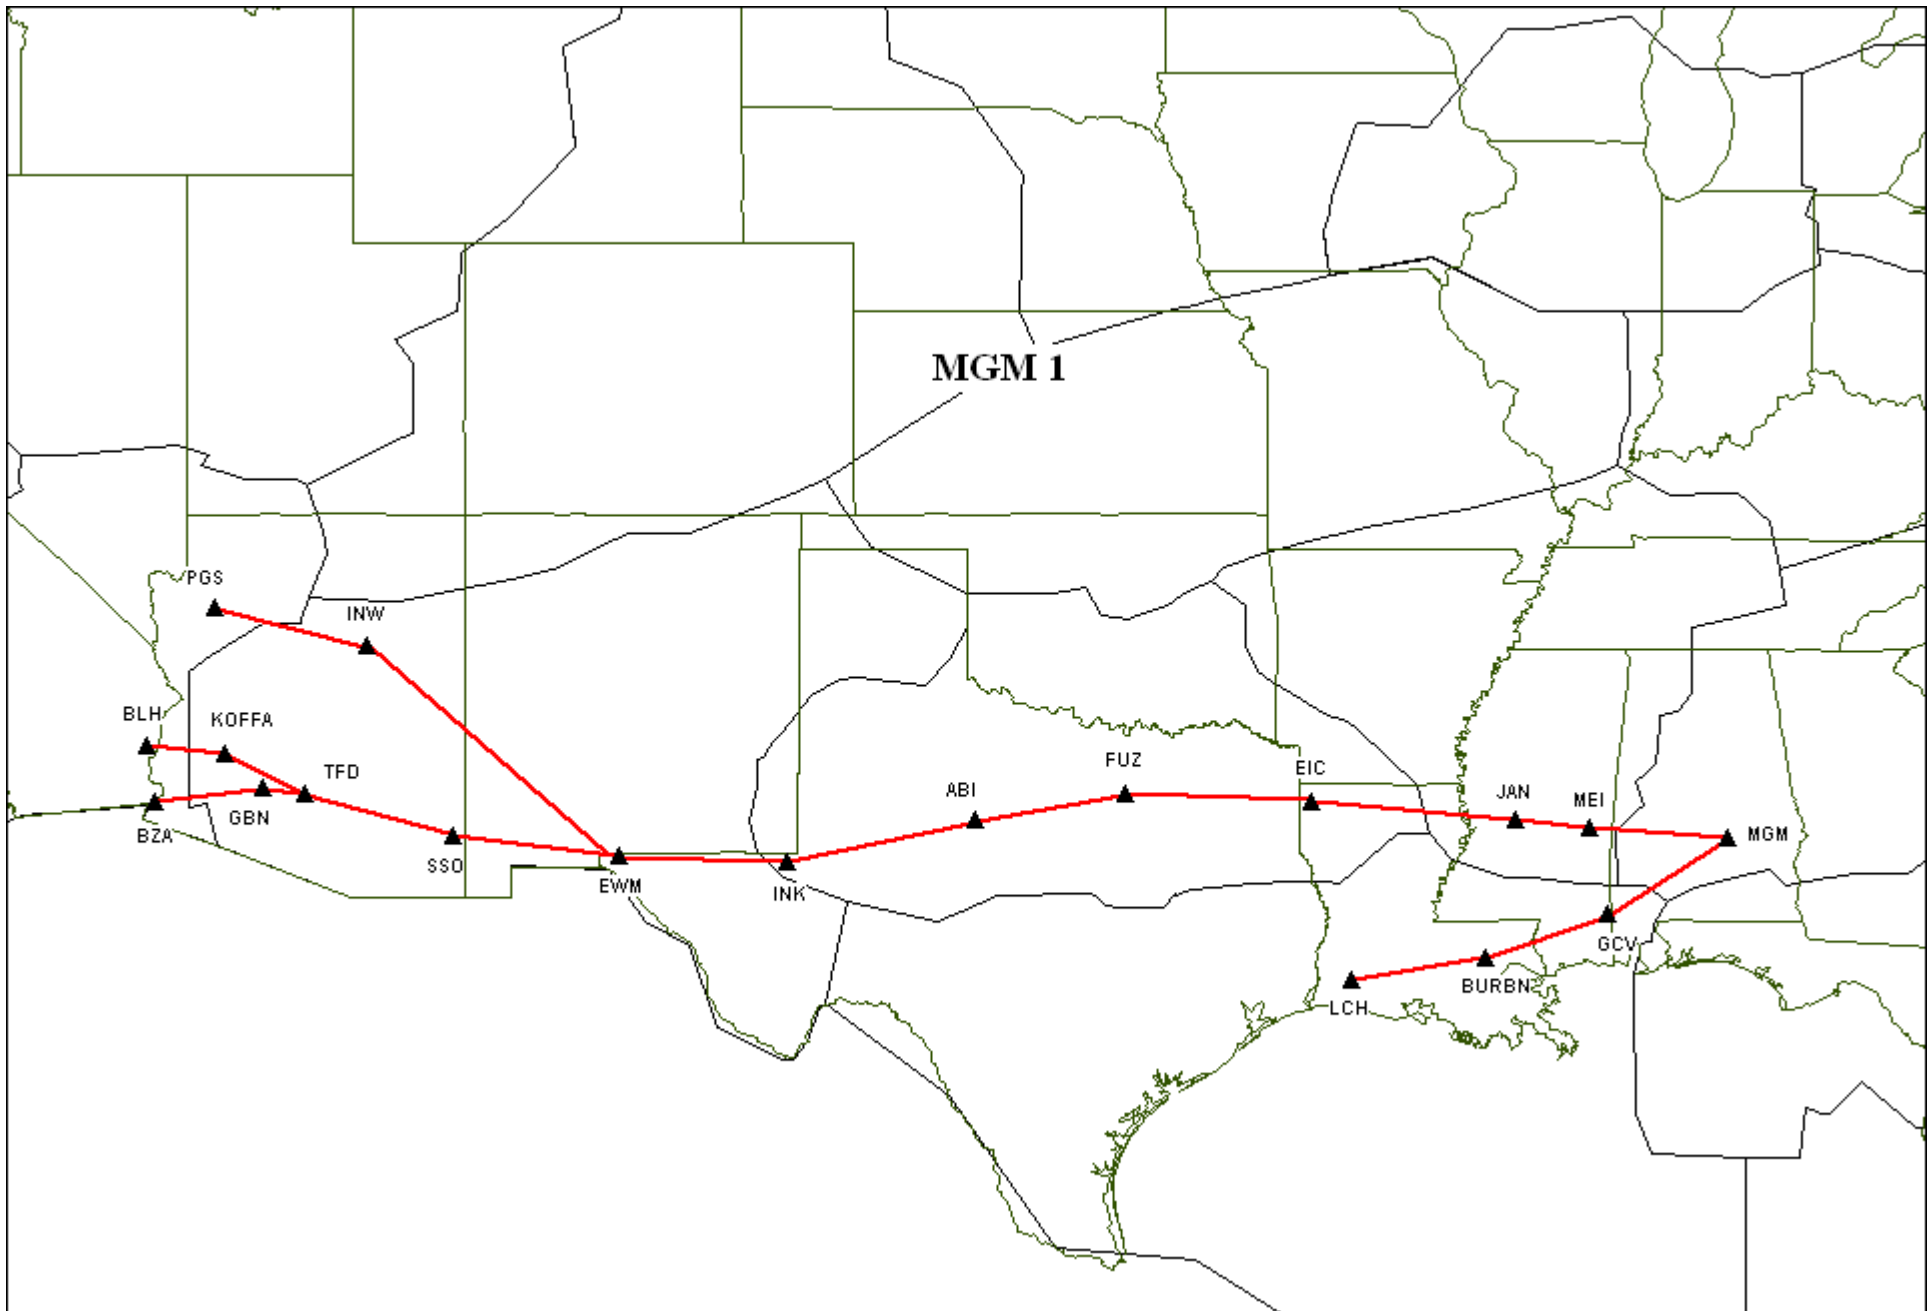 MGM 1
PGS
INW
BLH
KOFFA
TFD
GBN
BZA
SSO
EWM
INK
ABI
FUZ
EIC
JAN
MEI
MGM
GCV
BURBN
LCH